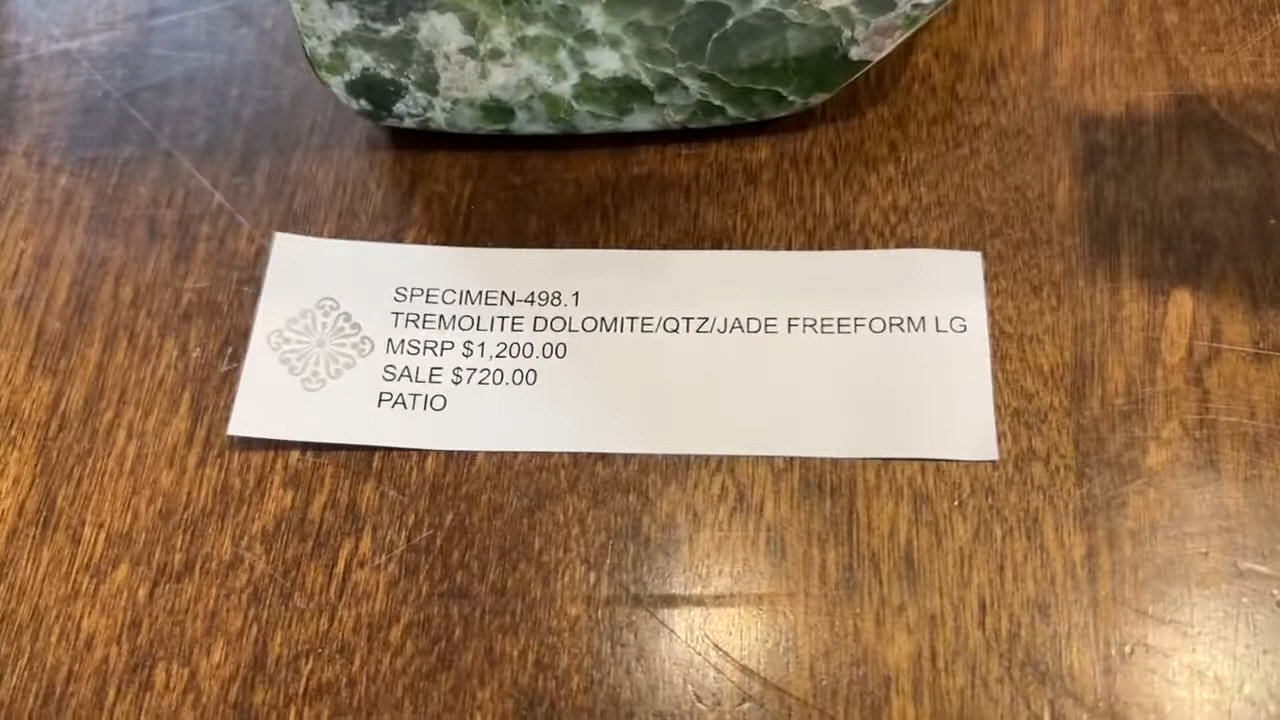 SPECIMEN-498.1
TREMOLITE DOLOMITE/QTZ/JADE FREEFORM LG
MSRP $1,200.00
SALE $720.00
PATIO